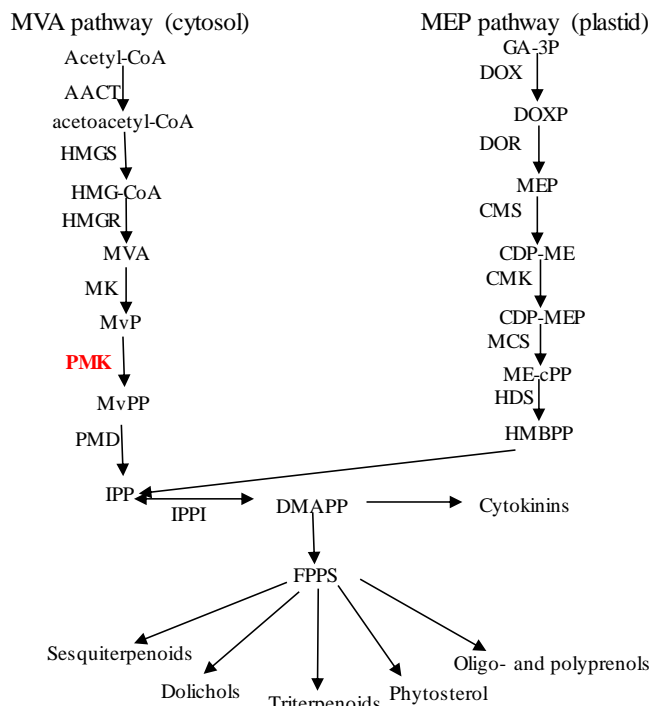 MVA pathway (cytosol)
MEP pathway (plastid)
Acetyl-CoA
AACT
acetoacetyl-CoA
HMGS
HMG-CoA
HMGR
MVA
MK
MvP
PMK
MvPP
PMD
IPP
GA-3P
DOX
DOXP
DOR
MEP
CMS
CDP-ME
CMK
CDP-MEP
MCS
ME-cPP
HDS
HMBPP
IPPI
DMAPP
Cytokinins
FPPS
Sesquiterpenoids
Dolichols
Triterpenoids
Phytosterol
Oligo- and polyprenols